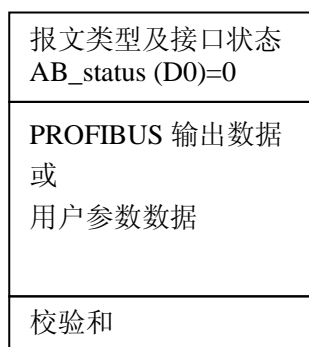 报文类型及接口状态
AB_status (D0)=0
PROFIBUS 输出数据
或
用户参数数据
校验和